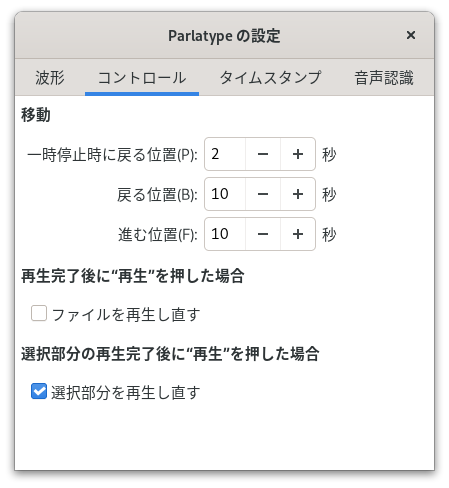 Parlatype の設定
波形 コントロール タイムスタンプ 音声認識
移動
一時停止時に戻る位置(P): 2 − + 秒
戻る位置(B): 10 − + 秒
進む位置(F): 10 − + 秒
再生完了後に“再生”を押した場合
ファイルを再生し直す
選択部分の再生完了後に“再生”を押した場合
選択部分を再生し直す